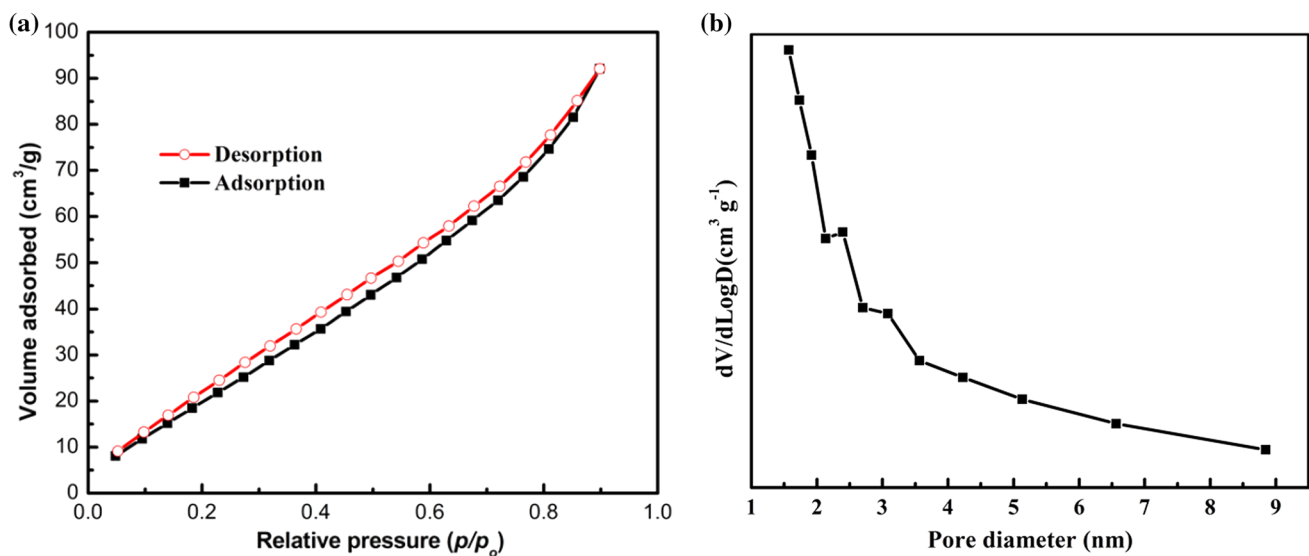 (a)
100
90
80
70
60
50
40
30
20
10
0
Volume adsorbed (cm³/g)
Desorption
Adsorption
0.0 0.2 0.4 0.6 0.8 1.0
Relative pressure (p/pₒ)
(b)
dV/dLogD(cm³ g⁻¹)
1 2 3 4 5 6 7 8 9
Pore diameter (nm)